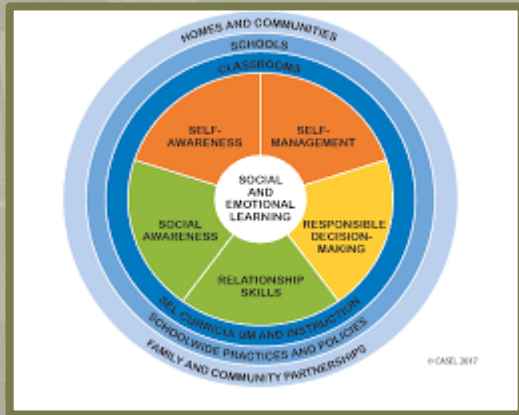 HOMES AND COMMUNITIES
SCHOOLS
CLASSROOMS
SELF-
AWARENESS
SELF-
MANAGEMENT
SOCIAL
AND
EMOTIONAL
LEARNING
SOCIAL
AWARENESS
RESPONSIBLE
DECISION-
MAKING
RELATIONSHIP
SKILLS
SEL CURRICULUM AND INSTRUCTION
SCHOOLWIDE PRACTICES AND POLICIES
FAMILY AND COMMUNITY PARTNERSHIPS
©CASEL 2017